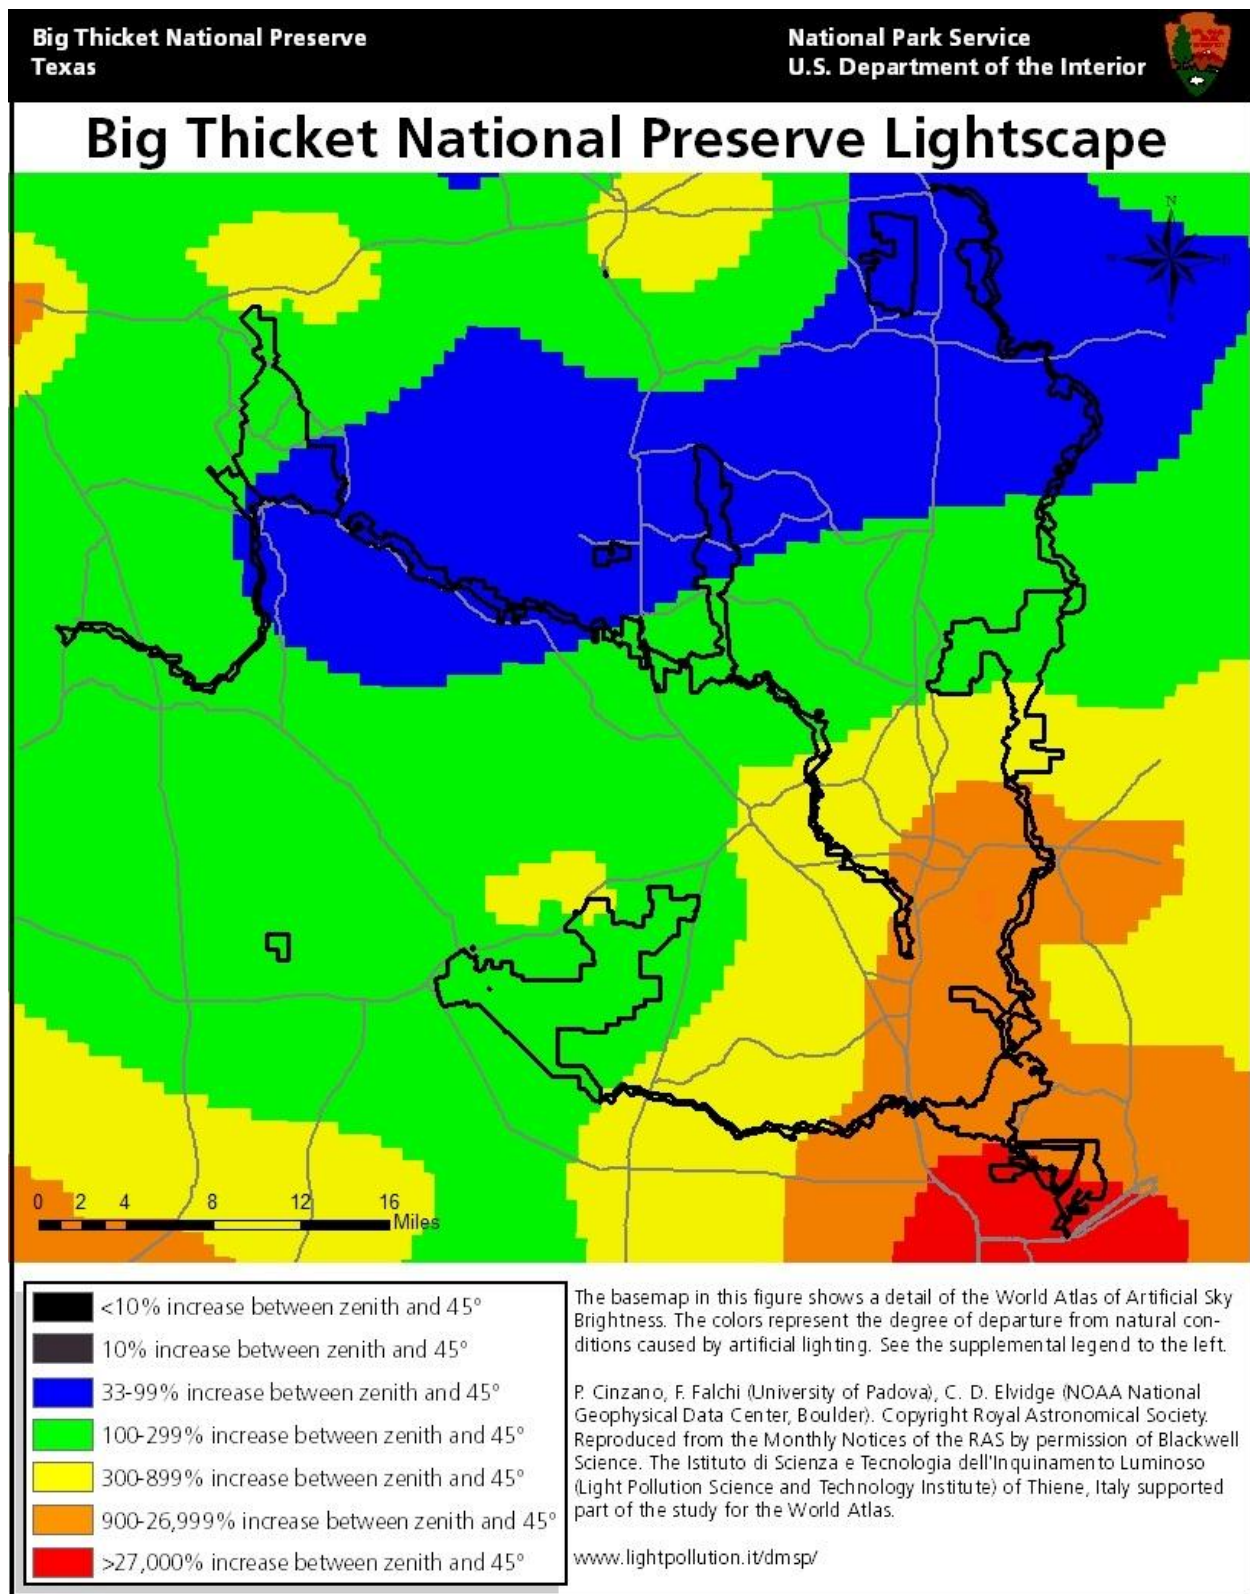 Big Thicket National Preserve
Texas
National Park Service
U.S. Department of the Interior
Big Thicket National Preserve Lightscape
N
0 2 4 8 12 16
Miles
<10% increase between zenith and 45°
10% increase between zenith and 45°
33-99% increase between zenith and 45°
100-299% increase between zenith and 45°
300-899% increase between zenith and 45°
900-26,999% increase between zenith and 45°
>27,000% increase between zenith and 45°
The basemap in this figure shows a detail of the World Atlas of Artificial Sky
Brightness. The colors represent the degree of departure from natural con-
ditions caused by artificial lighting. See the supplemental legend to the left.
P. Cinzano, F. Falchi (University of Padova), C. D. Elvidge (NOAA National
Geophysical Data Center, Boulder). Copyright Royal Astronomical Society.
Reproduced from the Monthly Notices of the RAS by permission of Blackwell
Science. The Istituto di Scienza e Tecnologia dell'Inquinamento Luminoso
(Light Pollution Science and Technology Institute) of Thiene, Italy supported
part of the study for the World Atlas.
www.lightpollution.it/dmsp/